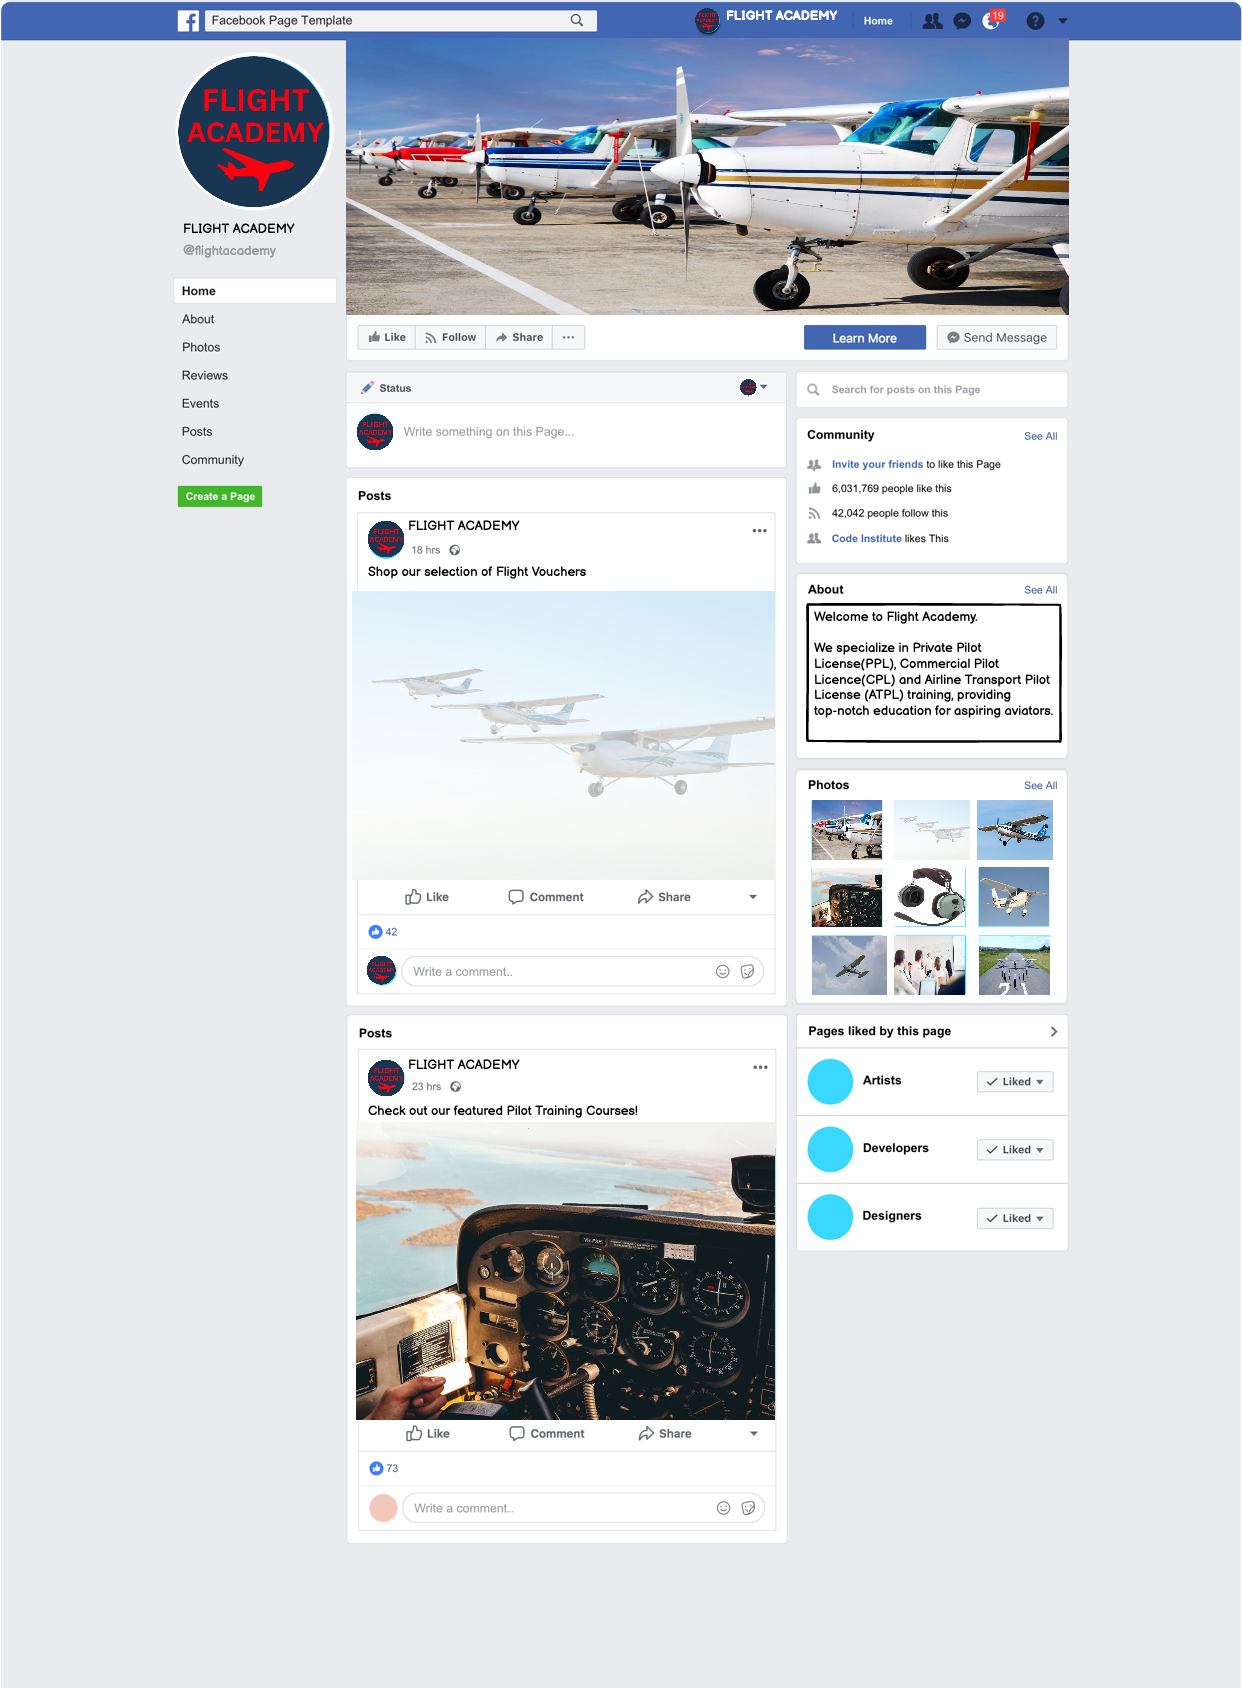 Facebook Page Template
FLIGHT ACADEMY
Home
19
FLIGHT
ACADEMY
FLIGHT ACADEMY
@flightacademy
Home
About
Photos
Reviews
Events
Posts
Community
Create a Page
Like
Follow
Share
Learn More
Send Message
Status
Write something on this Page...
Posts
FLIGHT ACADEMY
18 hrs
Shop our selection of Flight Vouchers
Like
Comment
Share
42
Write a comment..
Posts
FLIGHT ACADEMY
23 hrs
Check out our featured Pilot Training Courses!
Like
Comment
Share
73
Write a comment..
Search for posts on this Page
Community
See All
Invite your friends to like this Page
6,031,769 people like this
42,042 people follow this
Code Institute likes This
About
See All
Welcome to Flight Academy.
We specialize in Private Pilot
License(PPL), Commercial Pilot
Licence(CPL) and Airline Transport Pilot
License (ATPL) training, providing
top-notch education for aspiring aviators.
Photos
See All
21
Pages liked by this page
Artists
Liked
Developers
Liked
Designers
Liked